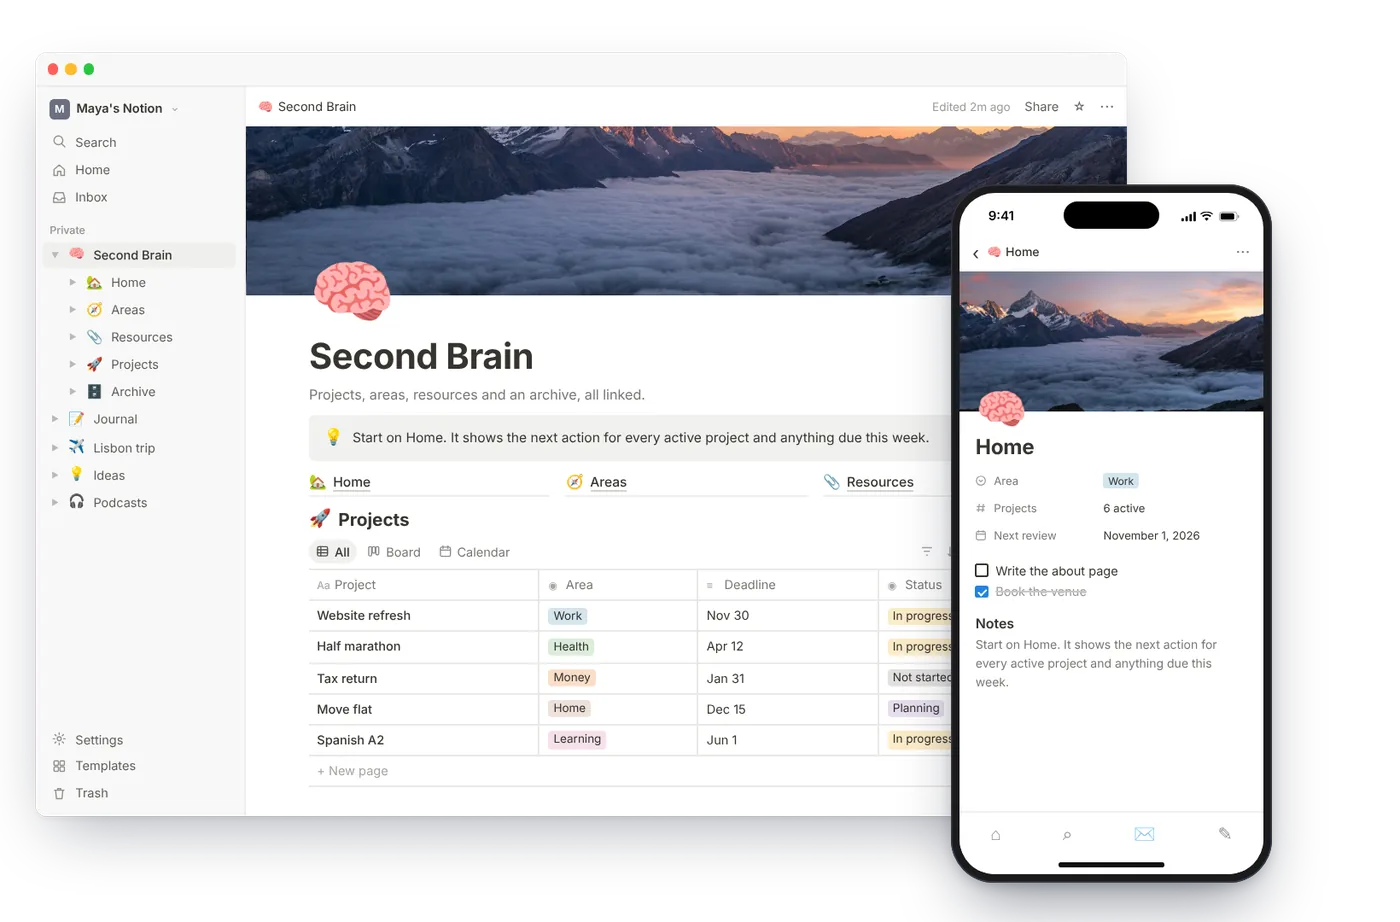 M Maya's Notion
Search
Home
Inbox
Private
Second Brain
Home
Areas
Resources
Projects
Archive
Journal
Lisbon trip
Ideas
Podcasts
Settings
Templates
Trash
Second Brain
Edited 2m ago Share
Second Brain
Projects, areas, resources and an archive, all linked.
Start on Home. It shows the next action for every active project and anything due this week.
Home Areas Resources
Projects
All Board Calendar
Aa Project Area Deadline Status
Website refresh Work Nov 30 In progress
Half marathon Health Apr 12 In progress
Tax return Money Jan 31 Not started
Move flat Home Dec 15 Planning
Spanish A2 Learning Jun 1 In progress
+ New page
9:41
Home
Home
Area Work
# Projects 6 active
Next review November 1, 2026
Write the about page
Book the venue
Notes
Start on Home. It shows the next action for
every active project and anything due this
week.